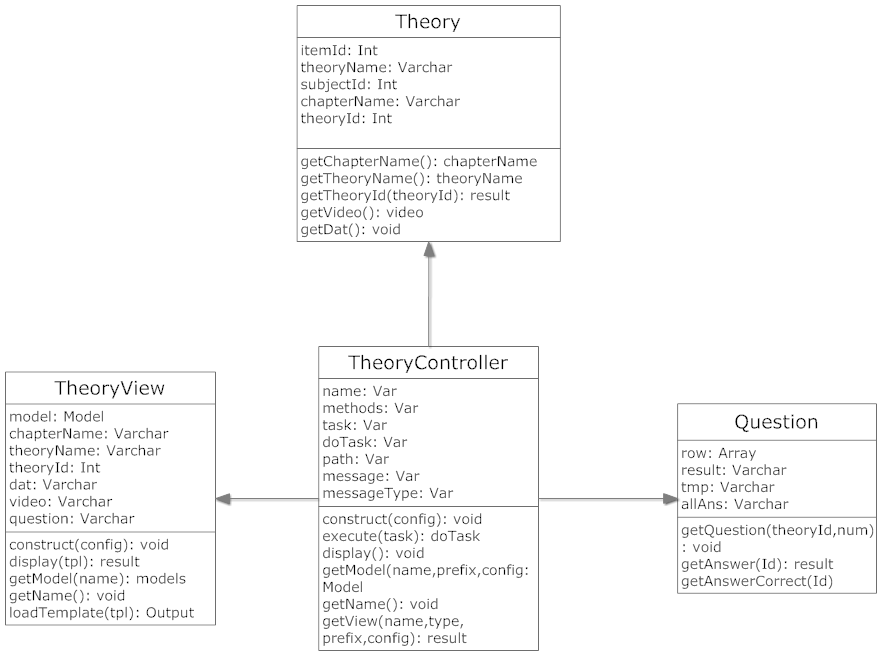 Theory
itemId: Int
theoryName: Varchar
subjectId: Int
chapterName: Varchar
theoryId: Int
getChapterName(): chapterName
getTheoryName(): theoryName
getTheoryId(theoryId): result
getVideo(): video
getDat(): void
TheoryView
model: Model
chapterName: Varchar
theoryName: Varchar
theoryId: Int
dat: Varchar
video: Varchar
question: Varchar
construct(config): void
display(tpl): result
getModel(name): models
getName(): void
loadTemplate(tpl): Output
TheoryController
name: Var
methods: Var
task: Var
doTask: Var
path: Var
message: Var
messageType: Var
construct(config): void
execute(task): doTask
display(): void
getModel(name,prefix,config:
Model
getName(): void
getView(name,type,
prefix,config): result
Question
row: Array
result: Varchar
tmp: Varchar
allAns: Varchar
getQuestion(theoryId,num)
: void
getAnswer(Id): result
getAnswerCorrect(Id)